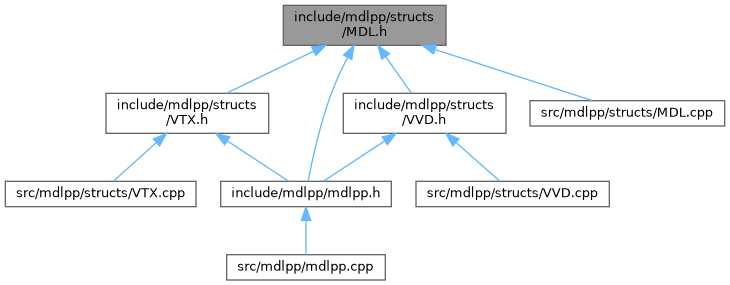 include/mdlpp/structs
/MDL.h
include/mdlpp/structs
/VTX.h
include/mdlpp/structs
/VVD.h
src/mdlpp/structs/MDL.cpp
src/mdlpp/structs/VTX.cpp
include/mdlpp/mdlpp.h
src/mdlpp/structs/VVD.cpp
src/mdlpp/mdlpp.cpp